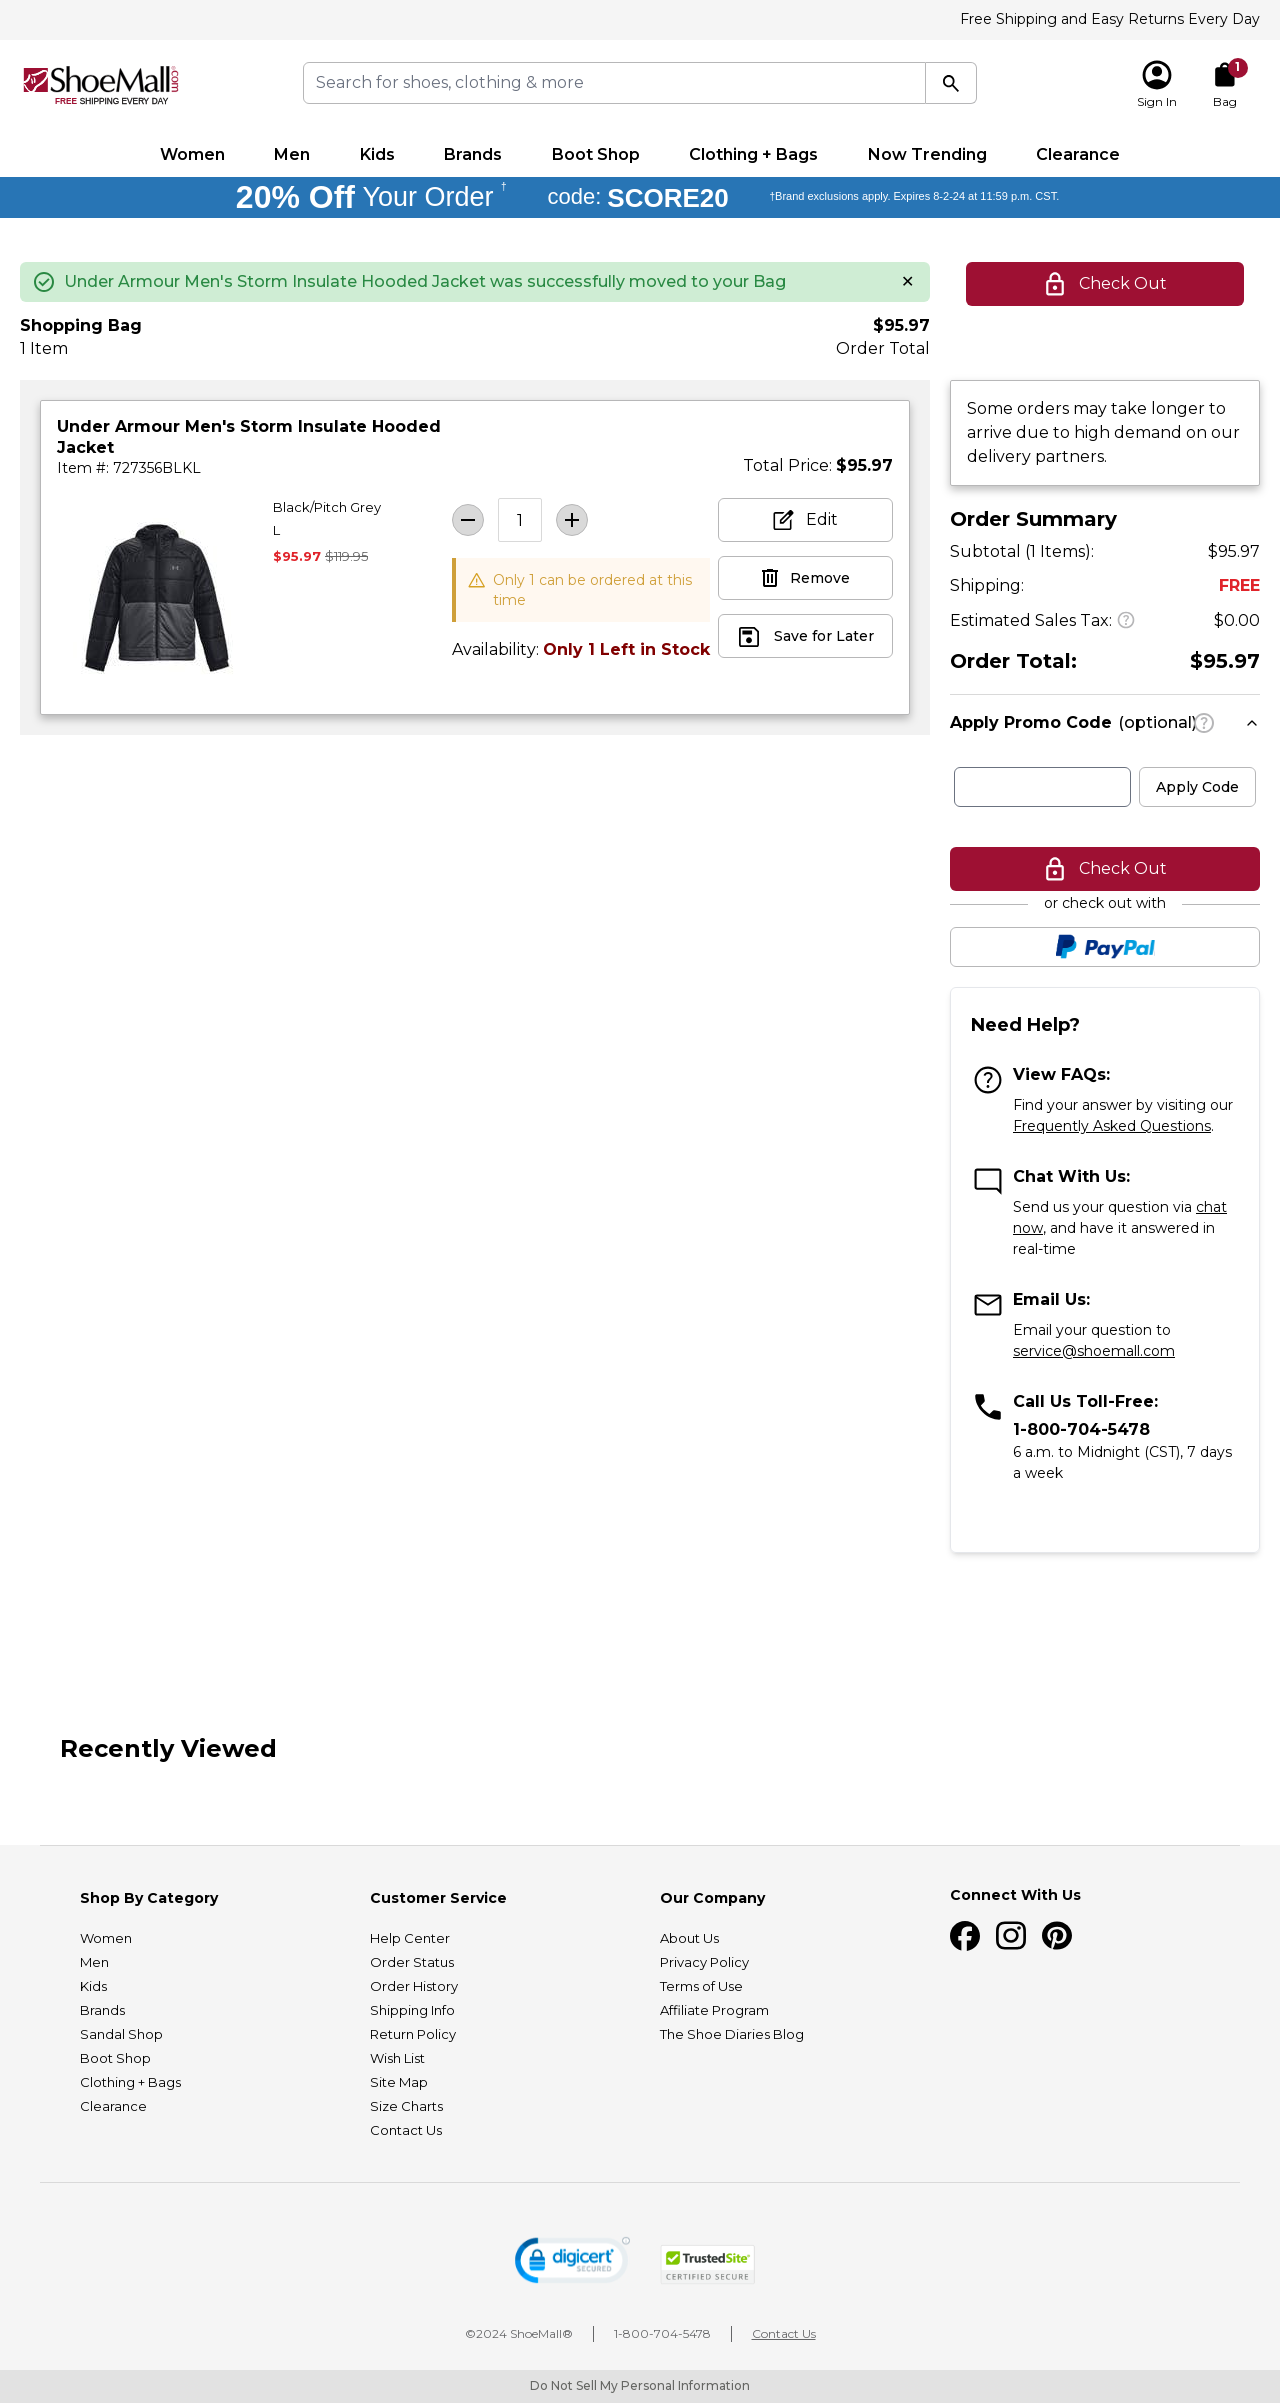 Free Shipping and Easy Returns Every Day
ShoeMall.com
FREE SHIPPING EVERY DAY
Search for shoes, clothing & more
Sign In
1
Bag
Women Men Kids Brands Boot Shop Clothing + Bags Now Trending Clearance
20% Off Your Order † code: SCORE20 †Brand exclusions apply. Expires 8-2-24 at 11:59 p.m. CST.
Under Armour Men's Storm Insulate Hooded Jacket was successfully moved to your Bag
Check Out
Shopping Bag $95.97
1 Item Order Total
Under Armour Men's Storm Insulate Hooded
Jacket
Item #: 727356BLKL
Total Price: $95.97
Black/Pitch Grey
L
$95.97 $119.95
1
Only 1 can be ordered at this
time
Availability: Only 1 Left in Stock
Edit
Remove
Save for Later
Some orders may take longer to
arrive due to high demand on our
delivery partners.
Order Summary
Subtotal (1 Items): $95.97
Shipping: FREE
Estimated Sales Tax: ? $0.00
Order Total: $95.97
Apply Promo Code (optional) ?
Apply Code
Check Out
or check out with
PayPal
Need Help?
View FAQs:
Find your answer by visiting our
Frequently Asked Questions.
Chat With Us:
Send us your question via chat
now, and have it answered in
real-time
Email Us:
Email your question to
service@shoemall.com
Call Us Toll-Free:
1-800-704-5478
6 a.m. to Midnight (CST), 7 days
a week
Recently Viewed
Shop By Category
Women
Men
Kids
Brands
Sandal Shop
Boot Shop
Clothing + Bags
Clearance
Customer Service
Help Center
Order Status
Order History
Shipping Info
Return Policy
Wish List
Site Map
Size Charts
Contact Us
Our Company
About Us
Privacy Policy
Terms of Use
Affiliate Program
The Shoe Diaries Blog
Connect With Us
digicert
SECURED
TrustedSite
CERTIFIED SECURE
©2024 ShoeMall® 1-800-704-5478 Contact Us
Do Not Sell My Personal Information